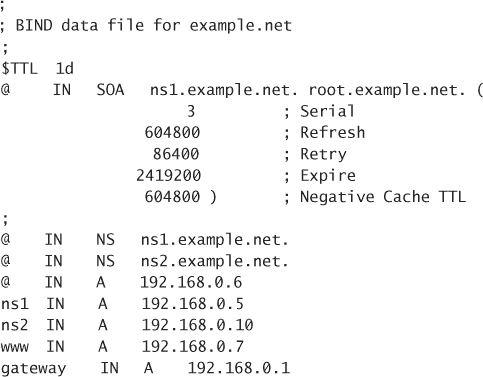 ;
; BIND data file for example.net
;
$TTL  1d
@     IN    SOA   ns1.example.net. root.example.net. (
                        3         ; Serial
                   604800         ; Refresh
                    86400         ; Retry
                  2419200         ; Expire
                   604800 )       ; Negative Cache TTL
;
@    IN    NS   ns1.example.net.
@    IN    NS   ns2.example.net.
@    IN    A    192.168.0.6
ns1  IN    A    192.168.0.5
ns2  IN    A    192.168.0.10
www  IN    A    192.168.0.7
gateway    IN   A    192.168.0.1